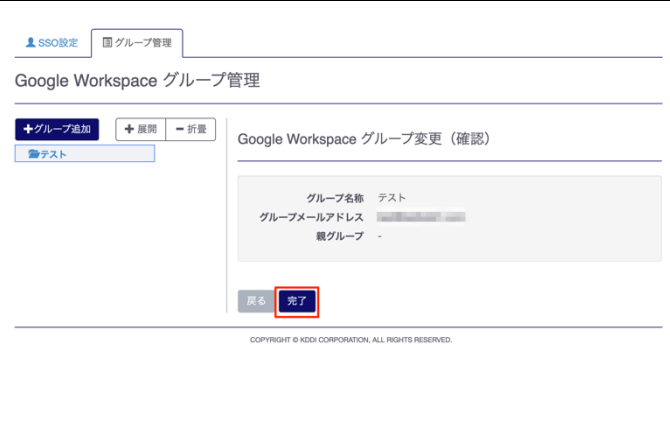 SSO設定 グループ管理
Google Workspace グループ管理
+グループ追加 + 展開 - 折畳
テスト
Google Workspace グループ変更（確認）
グループ名称 テスト
グループメールアドレス
親グループ -
戻る 完了
COPYRIGHT © KDDI CORPORATION, ALL RIGHTS RESERVED.